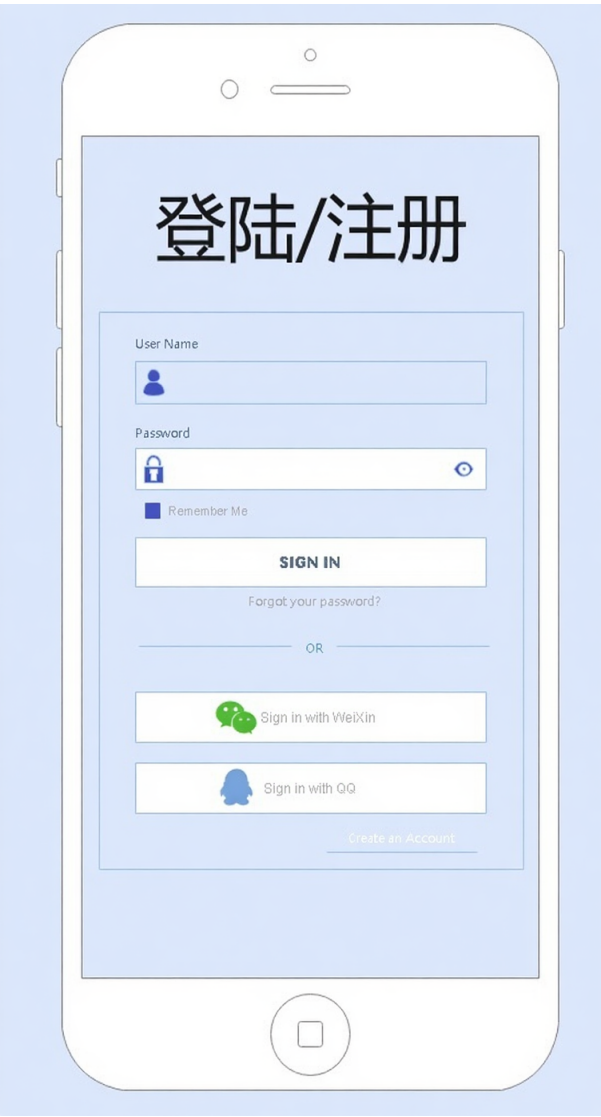 登陆/注册
User Name
Password
Remember Me
SIGN IN
Forgot your password?
OR
Sign in with WeiXin
Sign in with QQ
Create an Account